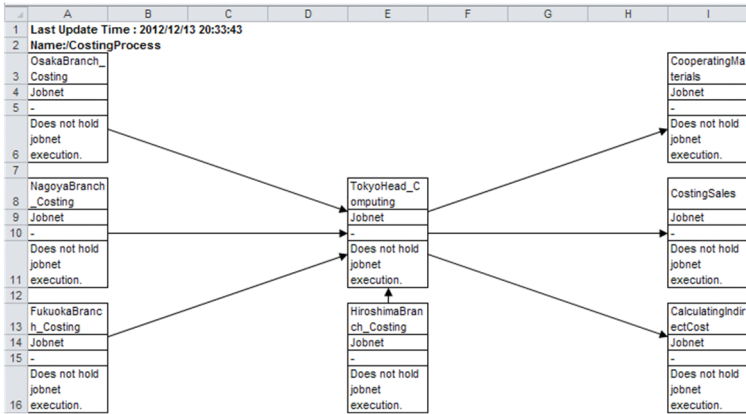 A B C D E F G H I
1 Last Update Time : 2012/12/13 20:33:43
2 Name:/CostingProcess
OsakaBranch_ CooperatingMa
3 Costing terials
4 Jobnet Jobnet
5 - -
Does not hold Does not hold
jobnet jobnet
6 execution. execution.
7
NagoyaBranch TokyoHead_C
8 _Costing omputing CostingSales
9 Jobnet Jobnet Jobnet
10 - - -
Does not hold Does not hold Does not hold
jobnet jobnet jobnet
11 execution. execution. execution.
12
FukuokaBranc HiroshimaBran CalculatingIndir
13 h_Costing ch_Costing ectCost
14 Jobnet Jobnet Jobnet
15 - - -
Does not hold Does not hold Does not hold
jobnet jobnet jobnet
16 execution. execution. execution.